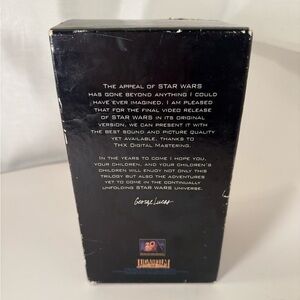 THE APPEAL OF STAR WARS
HAS GONE BEYOND ANYTHING I COULD
HAVE EVER IMAGINED. I AM PLEASED
THAT FOR THE FINAL VIDEO RELEASE
OF STAR WARS IN ITS ORIGINAL
VERSION, WE CAN PRESENT IT WITH
THE BEST SOUND AND PICTURE QUALITY
YET AVAILABLE, THANKS TO
THX DIGITAL MASTERING.
IN THE YEARS TO COME I HOPE YOU,
YOUR CHILDREN, AND YOUR CHILDREN'S
CHILDREN WILL ENJOY NOT ONLY THIS
TRILOGY BUT ALSO THE ADVENTURES
YET TO COME IN THE CONTINUALLY
UNFOLDING STAR WARS UNIVERSE.
George Lucas